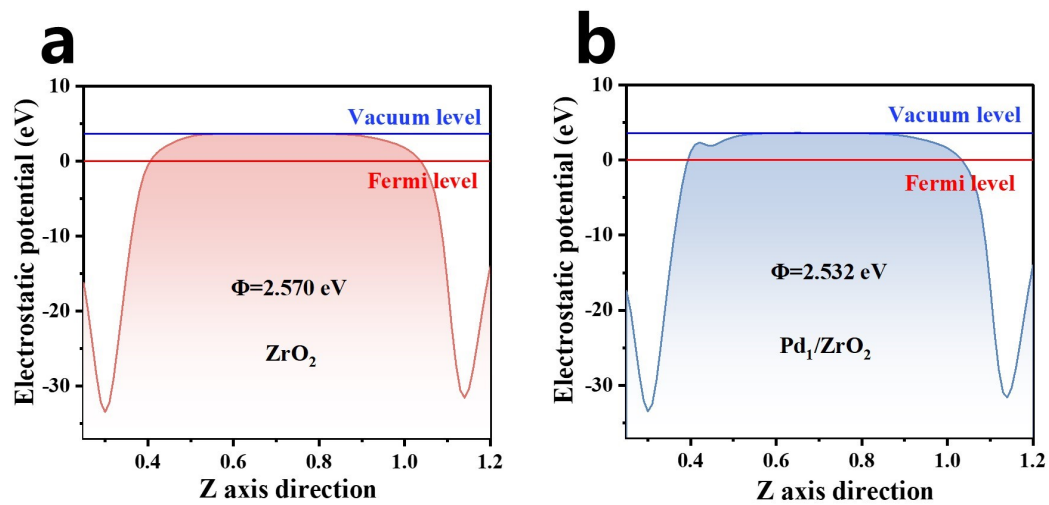 a
10
0
-10
-20
-30
Electrostatic potential (eV)
Vacuum level
Fermi level
Φ=2.570 eV
ZrO₂
0.4 0.6 0.8 1.0 1.2
Z axis direction
b
10
0
-10
-20
-30
Electrostatic potential (eV)
Vacuum level
Fermi level
Φ=2.532 eV
Pd₁/ZrO₂
0.4 0.6 0.8 1.0 1.2
Z axis direction